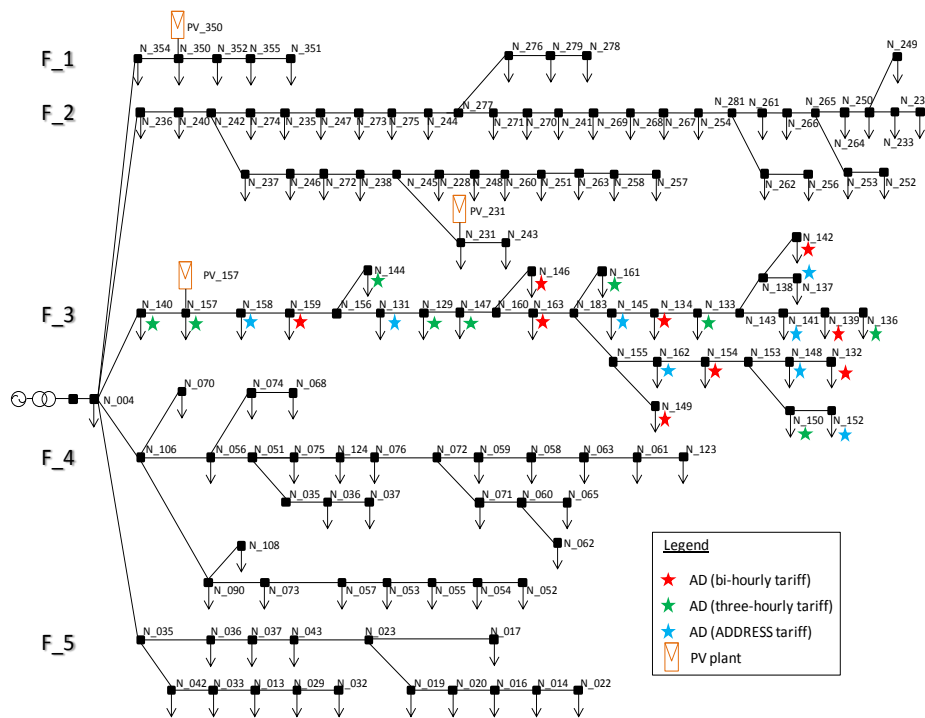 PV_350
F_1
N_354 N_350 N_352 N_355 N_351
N_276 N_279 N_278
N_249
F_2
N_236 N_240 N_242 N_274 N_235 N_247 N_273 N_275 N_244
N_277
N_271 N_270 N_241 N_269 N_268 N_267 N_254
N_281 N_261 N_266 N_265 N_250 N_23
N_264 N_233
N_237 N_246 N_272 N_238 N_245 N_228 N_248 N_260 N_251 N_263 N_258 N_257
N_262 N_256 N_253 N_252
PV_231
N_231 N_243
PV_157
N_144
N_146 N_161
N_142
N_138 N_137
F_3
N_140 N_157 N_158 N_159 N_156 N_131 N_129 N_147 N_160 N_163 N_183 N_145 N_134 N_133 N_143 N_141 N_139 N_136
N_155 N_162 N_154 N_153 N_148 N_132
N_149
N_150 N_152
N_004
N_070
N_074 N_068
F_4
N_106 N_056 N_051 N_075 N_124 N_076 N_072 N_059 N_058 N_063 N_061 N_123
N_035 N_036 N_037
N_071 N_060 N_065
N_062
N_108
N_090 N_073 N_057 N_053 N_055 N_054 N_052
F_5
N_035 N_036 N_037 N_043 N_023 N_017
N_042 N_033 N_013 N_029 N_032
N_019 N_020 N_016 N_014 N_022
Legend
AD (bi-hourly tariff)
AD (three-hourly tariff)
AD (ADDRESS tariff)
PV plant